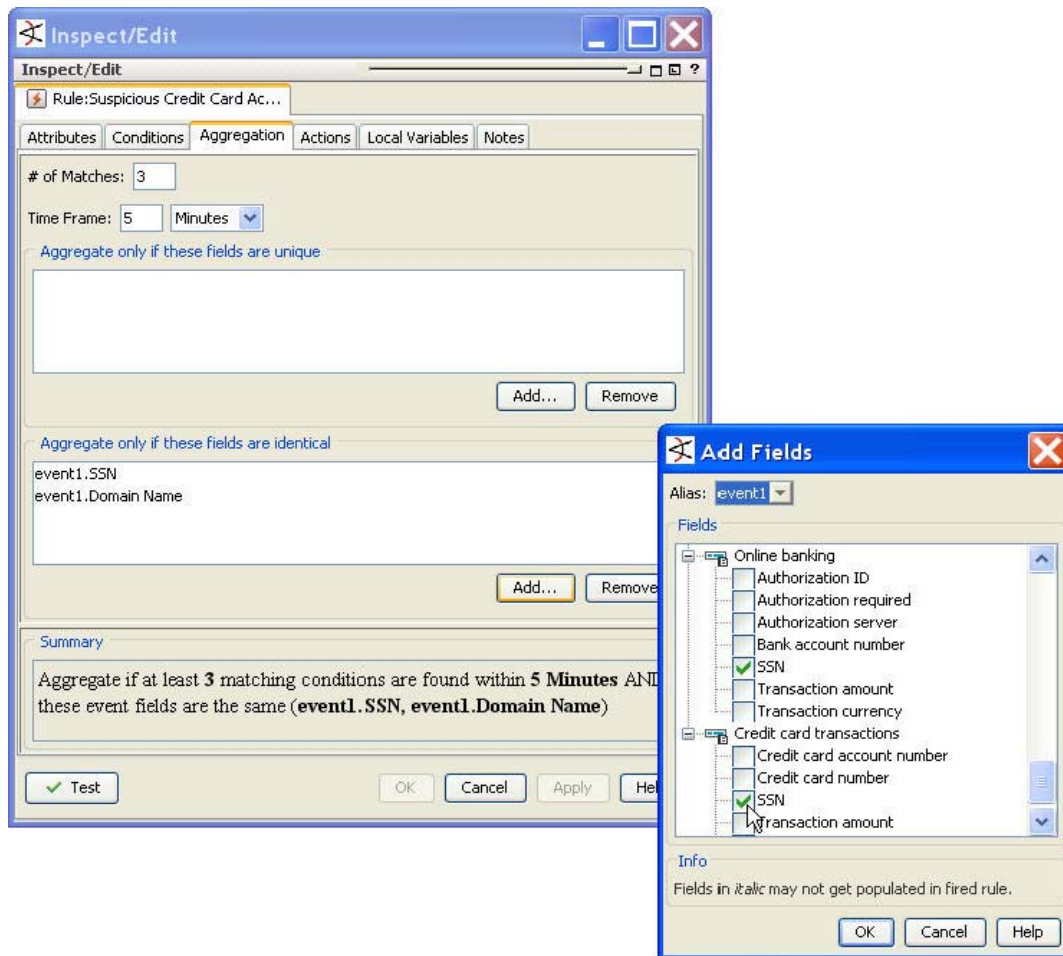 Inspect/Edit
Inspect/Edit
?
Rule:Suspicious Credit Card Ac...
Attributes Conditions Aggregation Actions Local Variables Notes
# of Matches: 3
Time Frame: 5 Minutes
Aggregate only if these fields are unique
Add... Remove
Aggregate only if these fields are identical
event1.SSN
event1.Domain Name
Add... Remove
Summary
Aggregate if at least 3 matching conditions are found within 5 Minutes AND
these event fields are the same (event1.SSN, event1.Domain Name)
Test OK Cancel Apply Hel
Add Fields
Alias: event1
Fields
Online banking
Authorization ID
Authorization required
Authorization server
Bank account number
SSN
Transaction amount
Transaction currency
Credit card transactions
Credit card account number
Credit card number
SSN
Transaction amount
Info
Fields in italic may not get populated in fired rule.
OK Cancel Help